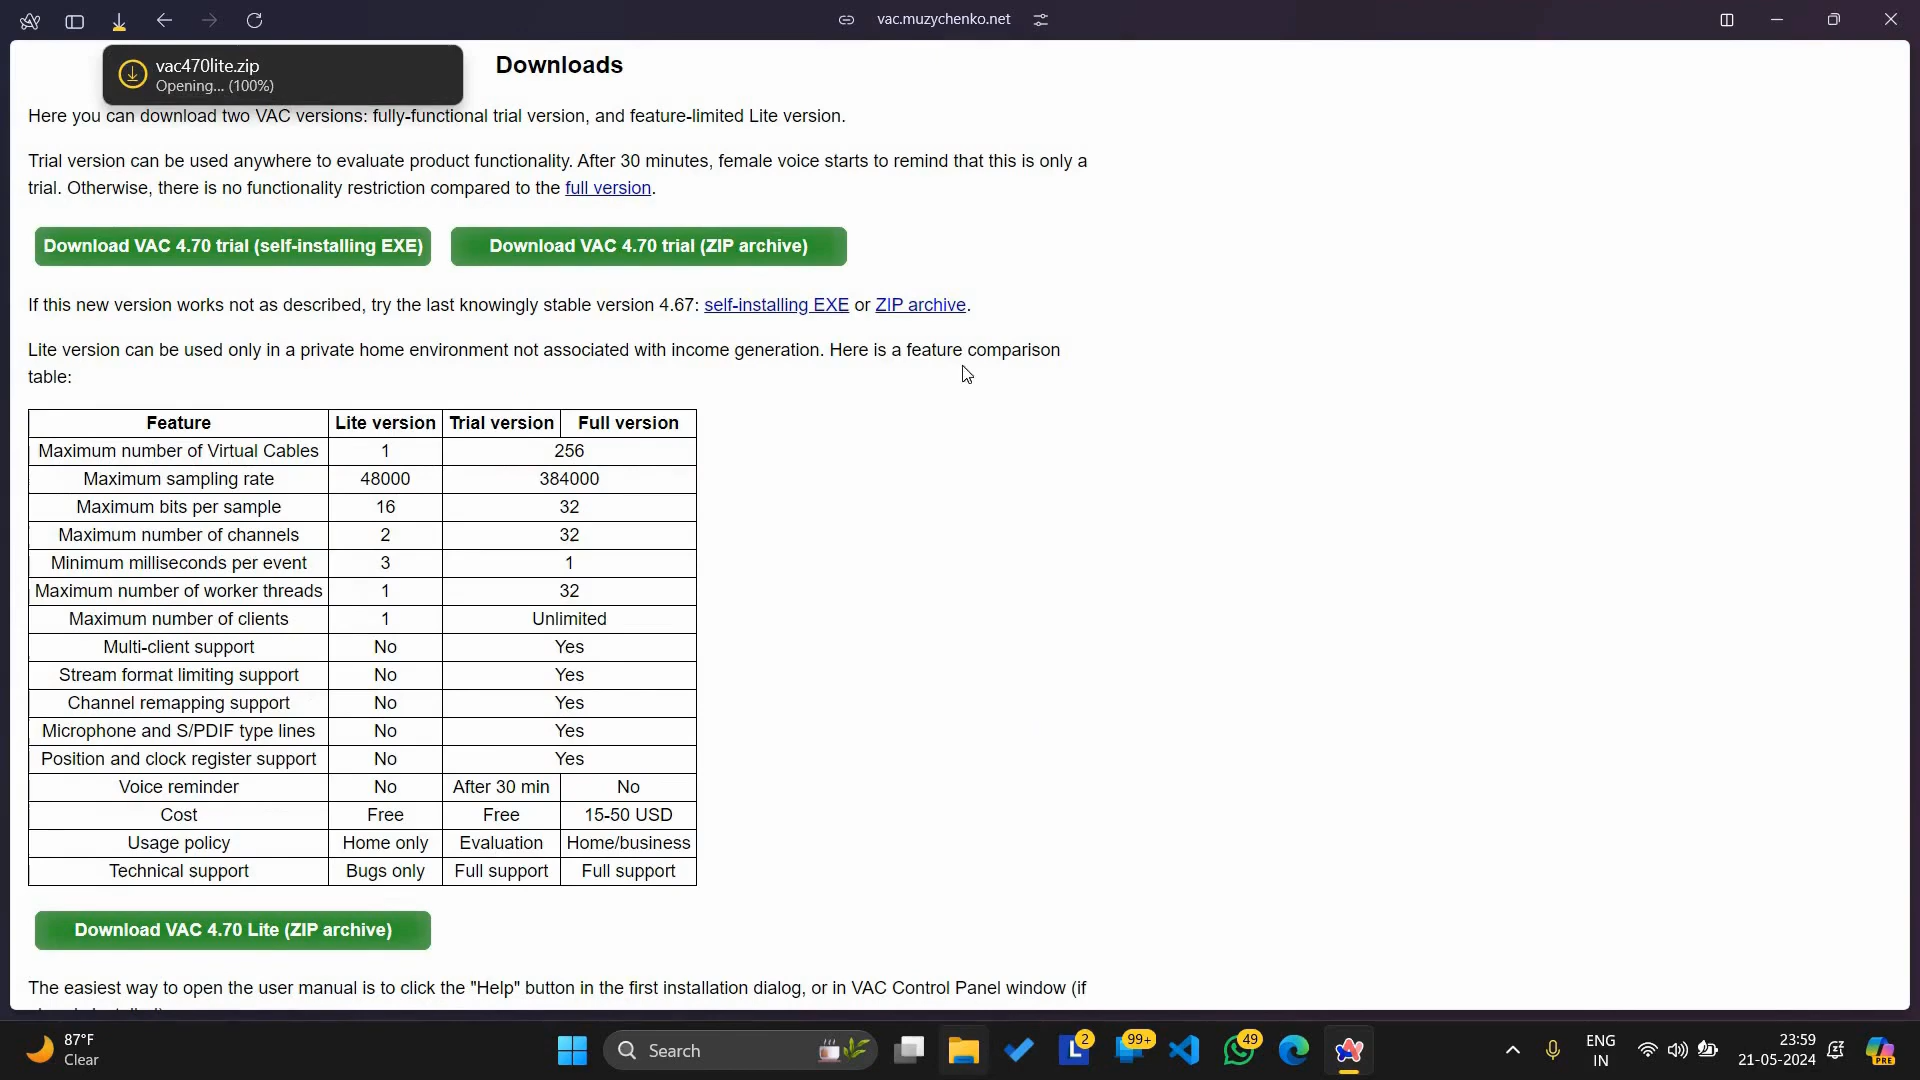 vac.muzychenko.net
vac470lite.zip
Opening... (100%)
Downloads
Here you can download two VAC versions: fully-functional trial version, and feature-limited Lite version.
Trial version can be used anywhere to evaluate product functionality. After 30 minutes, female voice starts to remind that this is only a
trial. Otherwise, there is no functionality restriction compared to the full version.
Download VAC 4.70 trial (self-installing EXE) Download VAC 4.70 trial (ZIP archive)
If this new version works not as described, try the last knowingly stable version 4.67: self-installing EXE or ZIP archive.
Lite version can be used only in a private home environment not associated with income generation. Here is a feature comparison
table:
Feature Lite version Trial version Full version
Maximum number of Virtual Cables 1 256
Maximum sampling rate 48000 384000
Maximum bits per sample 16 32
Maximum number of channels 2 32
Minimum milliseconds per event 3 1
Maximum number of worker threads 1 32
Maximum number of clients 1 Unlimited
Multi-client support No Yes
Stream format limiting support No Yes
Channel remapping support No Yes
Microphone and S/PDIF type lines No Yes
Position and clock register support No Yes
Voice reminder No After 30 min No
Cost Free Free 15-50 USD
Usage policy Home only Evaluation Home/business
Technical support Bugs only Full support Full support
Download VAC 4.70 Lite (ZIP archive)
The easiest way to open the user manual is to click the "Help" button in the first installation dialog, or in VAC Control Panel window (if
87°F
Clear
Search
L 2
99+
49
ENG
IN
23:59
21-05-2024
PRE